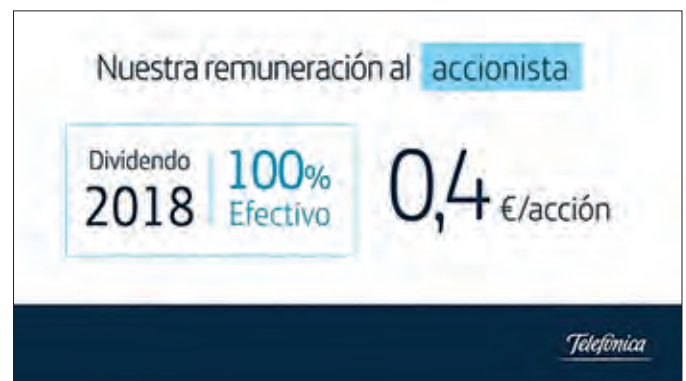 Nuestra remuneración al accionista
Dividendo
2018
100%
Efectivo
0,4 €/acción
Telefónica